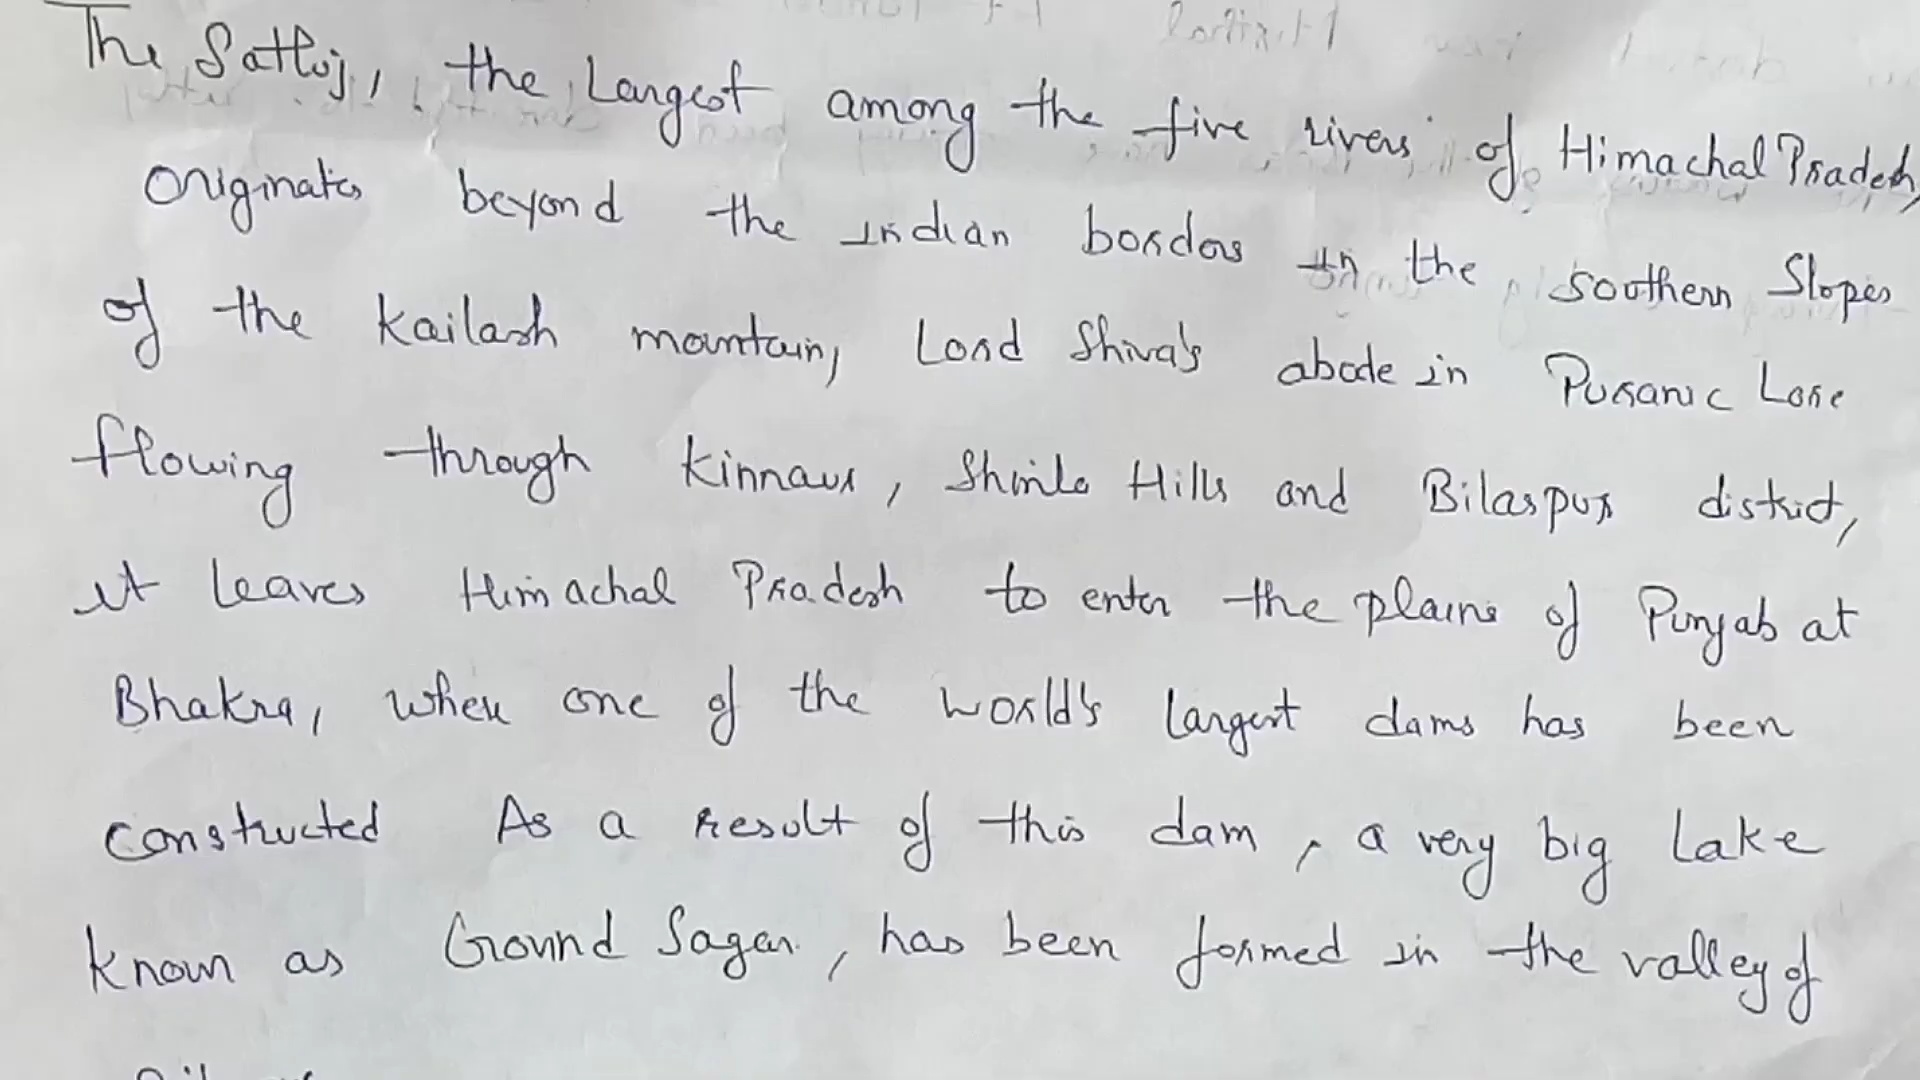 The Satluj, the Largest among the five rivers of Himachal Pradesh,
Originates beyond the Indian borders in the southern Slopes
of the Kailash mountain, Lord Shiva's abode in Puranic Lore
flowing through Kinnaur, Shimla Hills and Bilaspur district,
it leaves Himachal Pradesh to enter the plains of Punjab at
Bhakra, where one of the world's largest dams has been
constructed As a result of this dam, a very big Lake
known as Govind Sagar, has been formed in the valley of